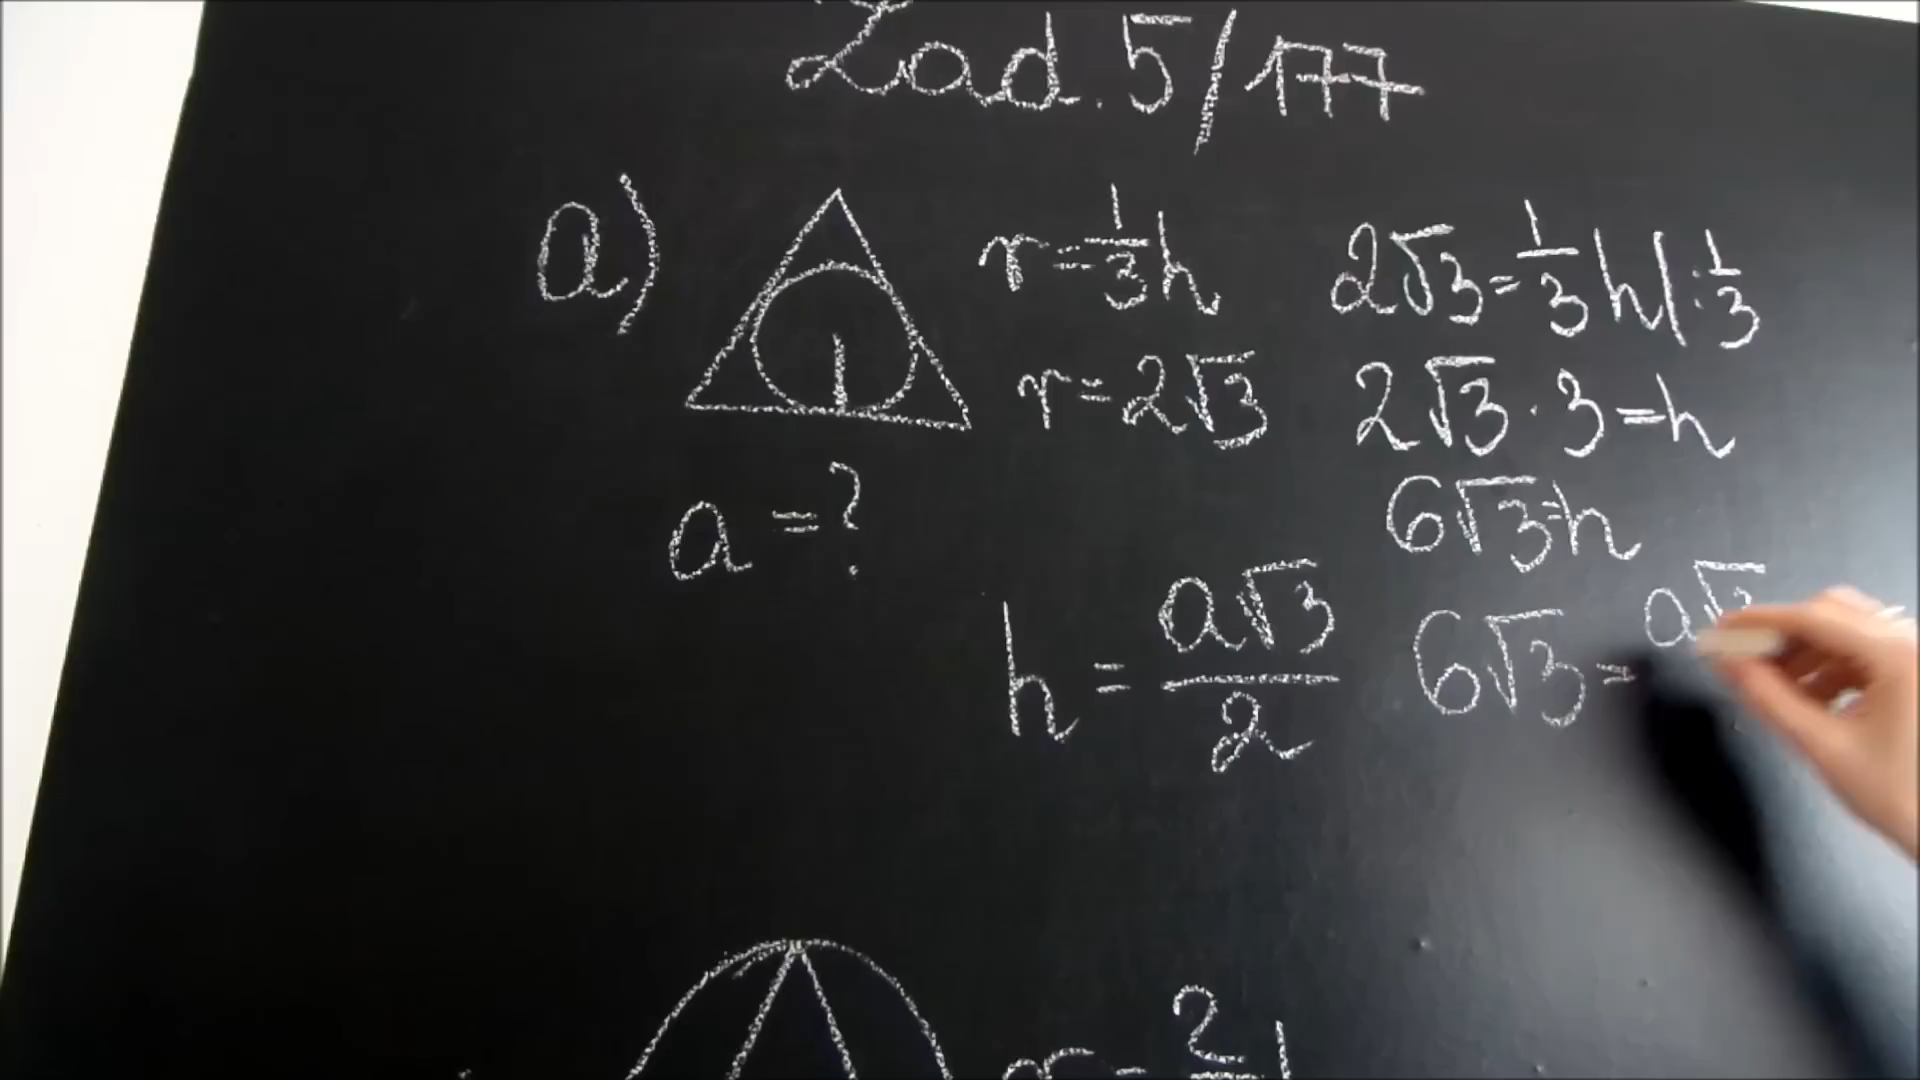 Zad. 5/177
a) r = 1/3 h
2√3 = 1/3 h | : 1/3
r = 2√3
2√3 · 3 = h
a = ?
6√3 = h
h = a√3/2
6√3 = a√3
r = 2